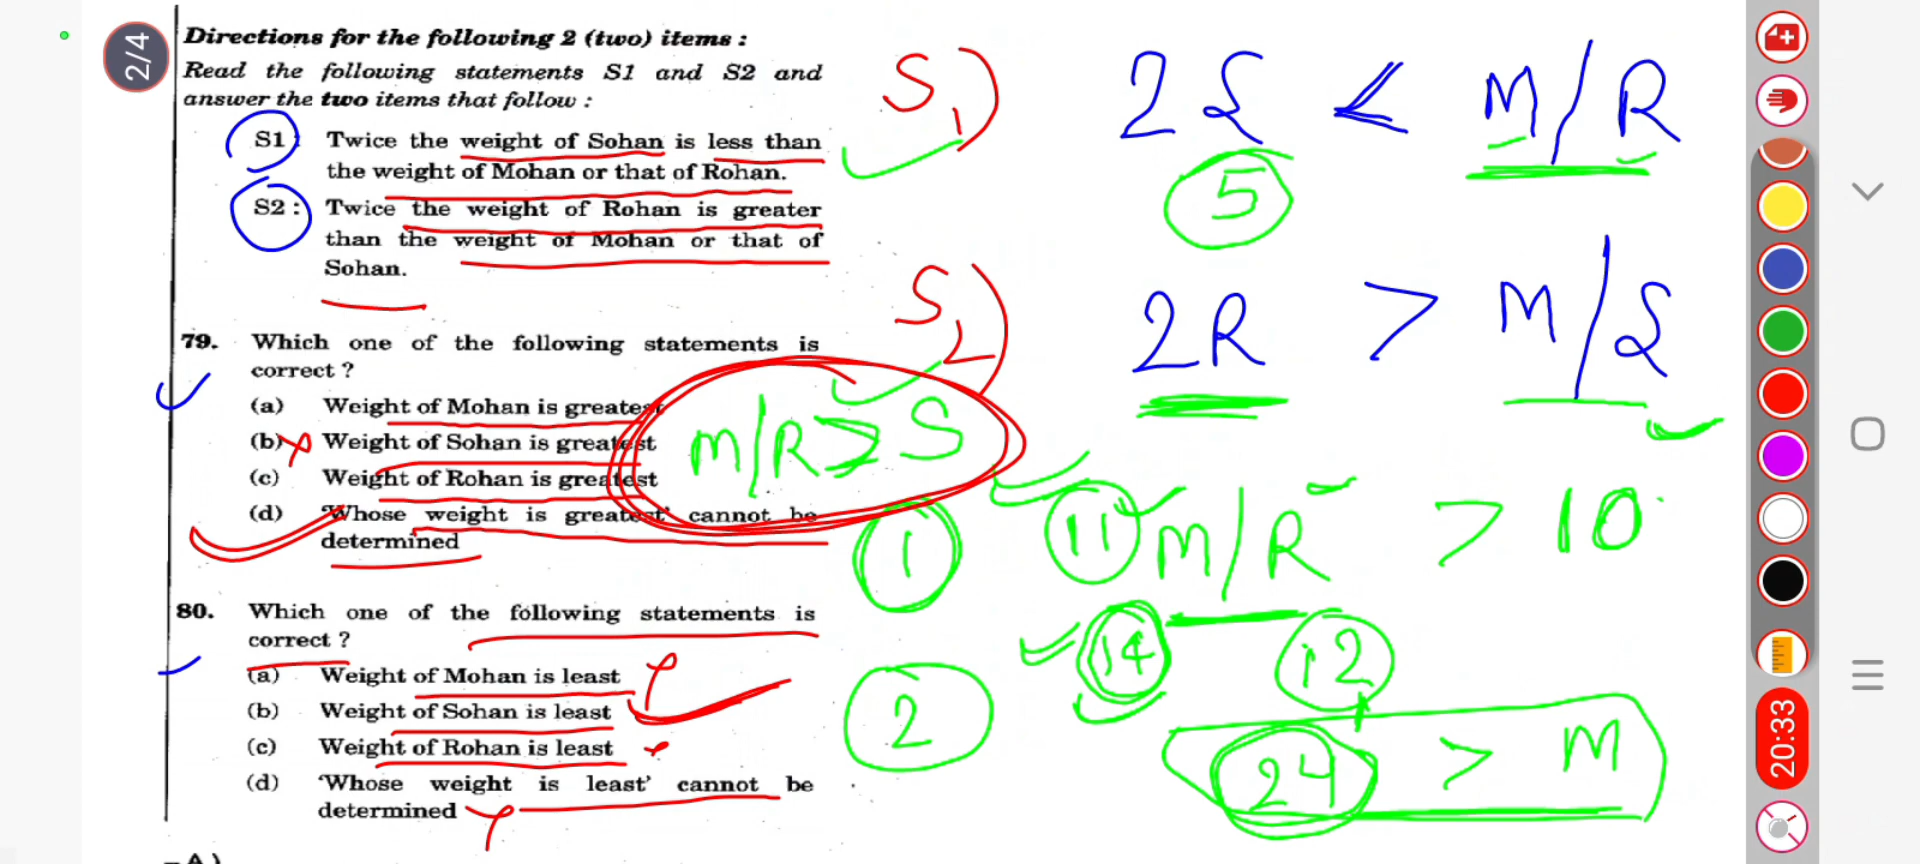 2/4
Directions for the following 2 (two) items :
Read the following statements S1 and S2 and
answer the two items that follow :
S1 : Twice the weight of Sohan is less than
the weight of Mohan or that of Rohan.
S2 : Twice the weight of Rohan is greater
than the weight of Mohan or that of
Sohan.
79. Which one of the following statements is
correct ?
(a) Weight of Mohan is greatest
(b) Weight of Sohan is greatest
(c) Weight of Rohan is greatest
(d) 'Whose weight is greatest' cannot be
determined
80. Which one of the following statements is
correct ?
(a) Weight of Mohan is least
(b) Weight of Sohan is least
(c) Weight of Rohan is least
(d) 'Whose weight is least' cannot be
determined
S1)
2S < M/R
5
S2)
2R > M/S
M/R > S
1
11 M/R > 10
14 12
2
24 > M
20:33